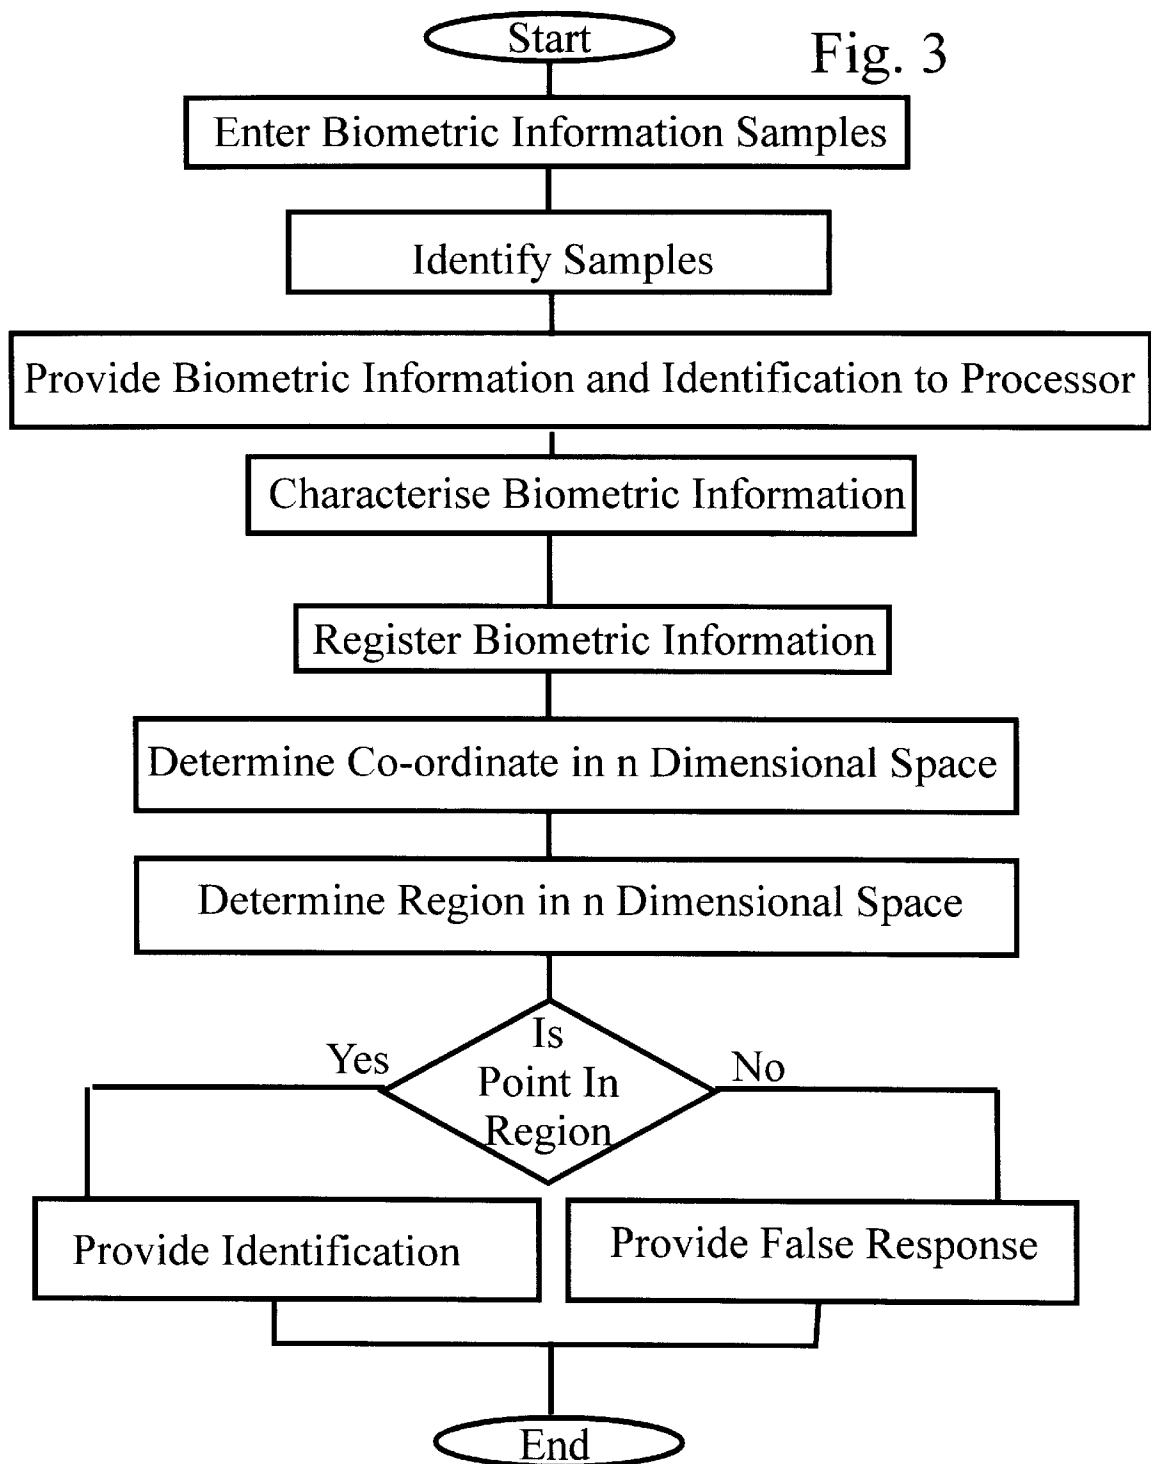 Start
Fig. 3
Enter Biometric Information Samples
Identify Samples
Provide Biometric Information and Identification to Processor
Characterise Biometric Information
Register Biometric Information
Determine Co-ordinate in n Dimensional Space
Determine Region in n Dimensional Space
Is
Point In
Region
Yes
No
Provide Identification
Provide False Response
End